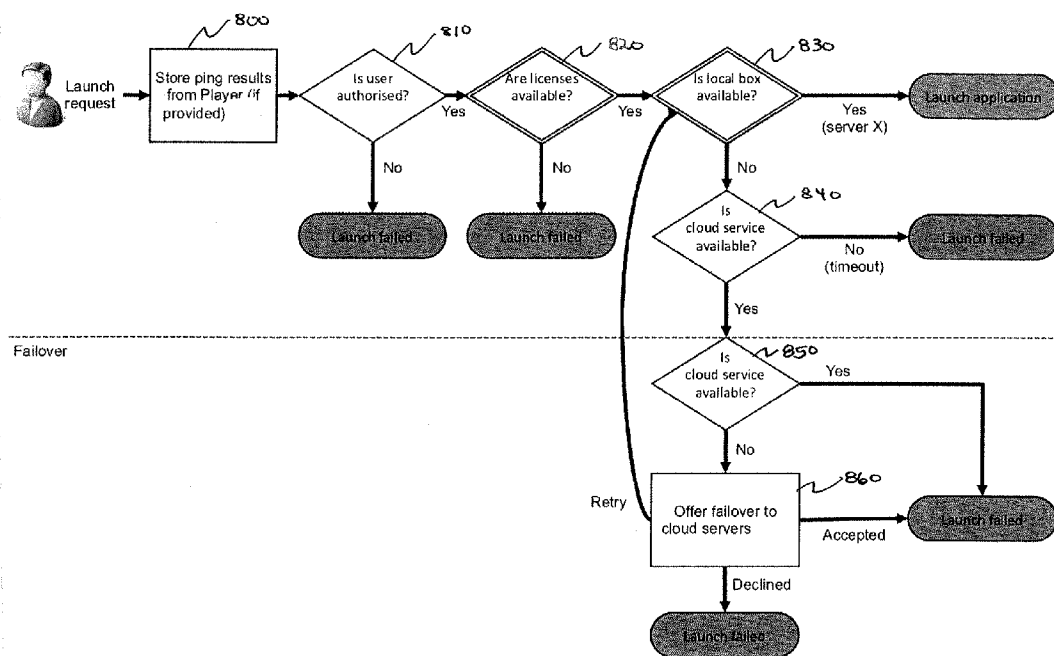 800
810
820
830
Launch
request
Store ping results
from Player (if
provided)
Is user
authorised?
Yes
Are licenses
available?
Yes
Is local box
available?
Yes
(server X)
Launch application
No
No
No
Launch failed
Launch failed
840
Is
cloud service
available?
No
(timeout)
Launch failed
Yes
Failover
850
Is
cloud service
available?
Yes
No
860
Retry
Offer failover to
cloud servers
Accepted
Launch failed
Declined
Launch failed